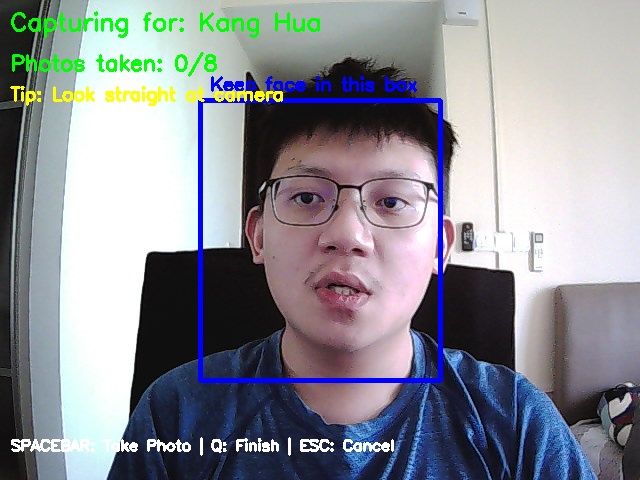 Capturing for: Kang Hua
Photos taken: 0/8
Keep face in this box
Tip: Look straight at camera
SPACEBAR: Take Photo | Q: Finish | ESC: Cancel